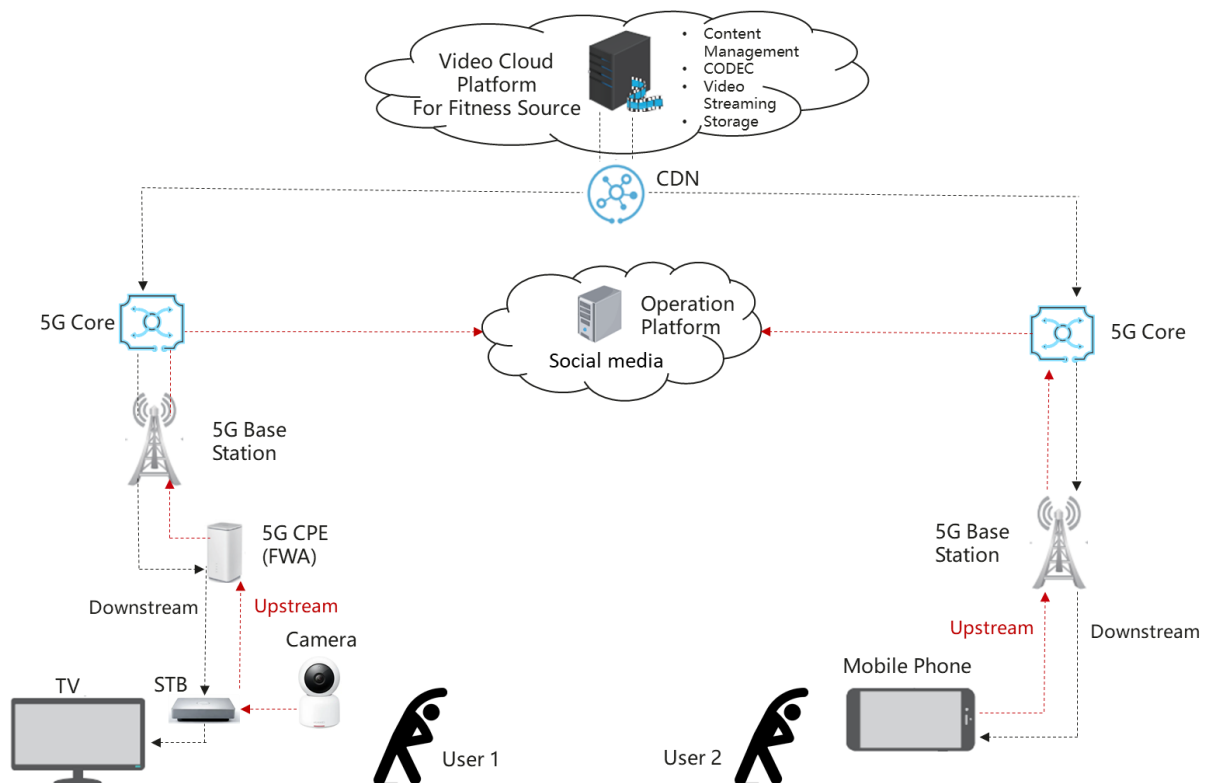 Video Cloud
Platform
For Fitness Source
• Content
Management
• CODEC
• Video
Streaming
• Storage
CDN
5G Core
Operation
Platform
Social media
5G Core
5G Base
Station
5G CPE
(FWA)
5G Base
Station
Downstream
Upstream
Upstream
Downstream
Camera
Mobile Phone
TV
STB
User 1
User 2